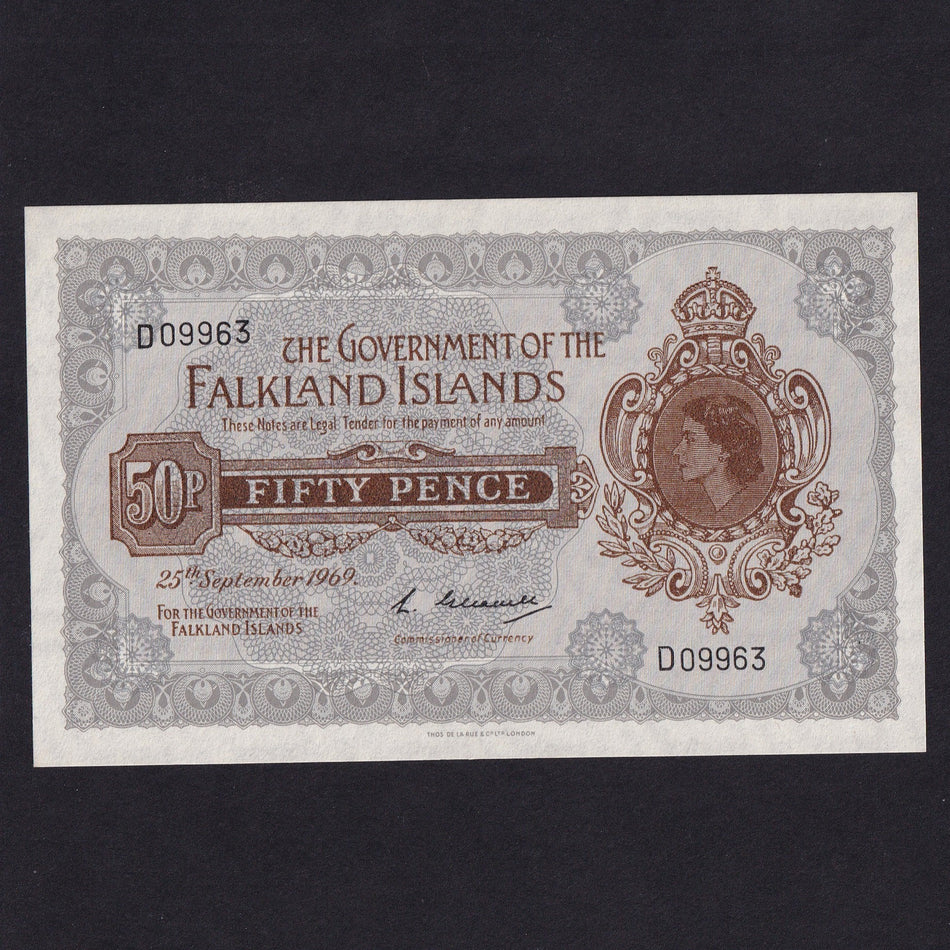 D09963
THE GOVERNMENT OF THE
FALKLAND ISLANDS
These Notes are Legal Tender for the payment of any amount
50P
FIFTY PENCE
25th September 1969.
FOR THE GOVERNMENT OF THE
FALKLAND ISLANDS
Commissioner of Currency
D09963
THOS DE LA RUE & CO LTD LONDON